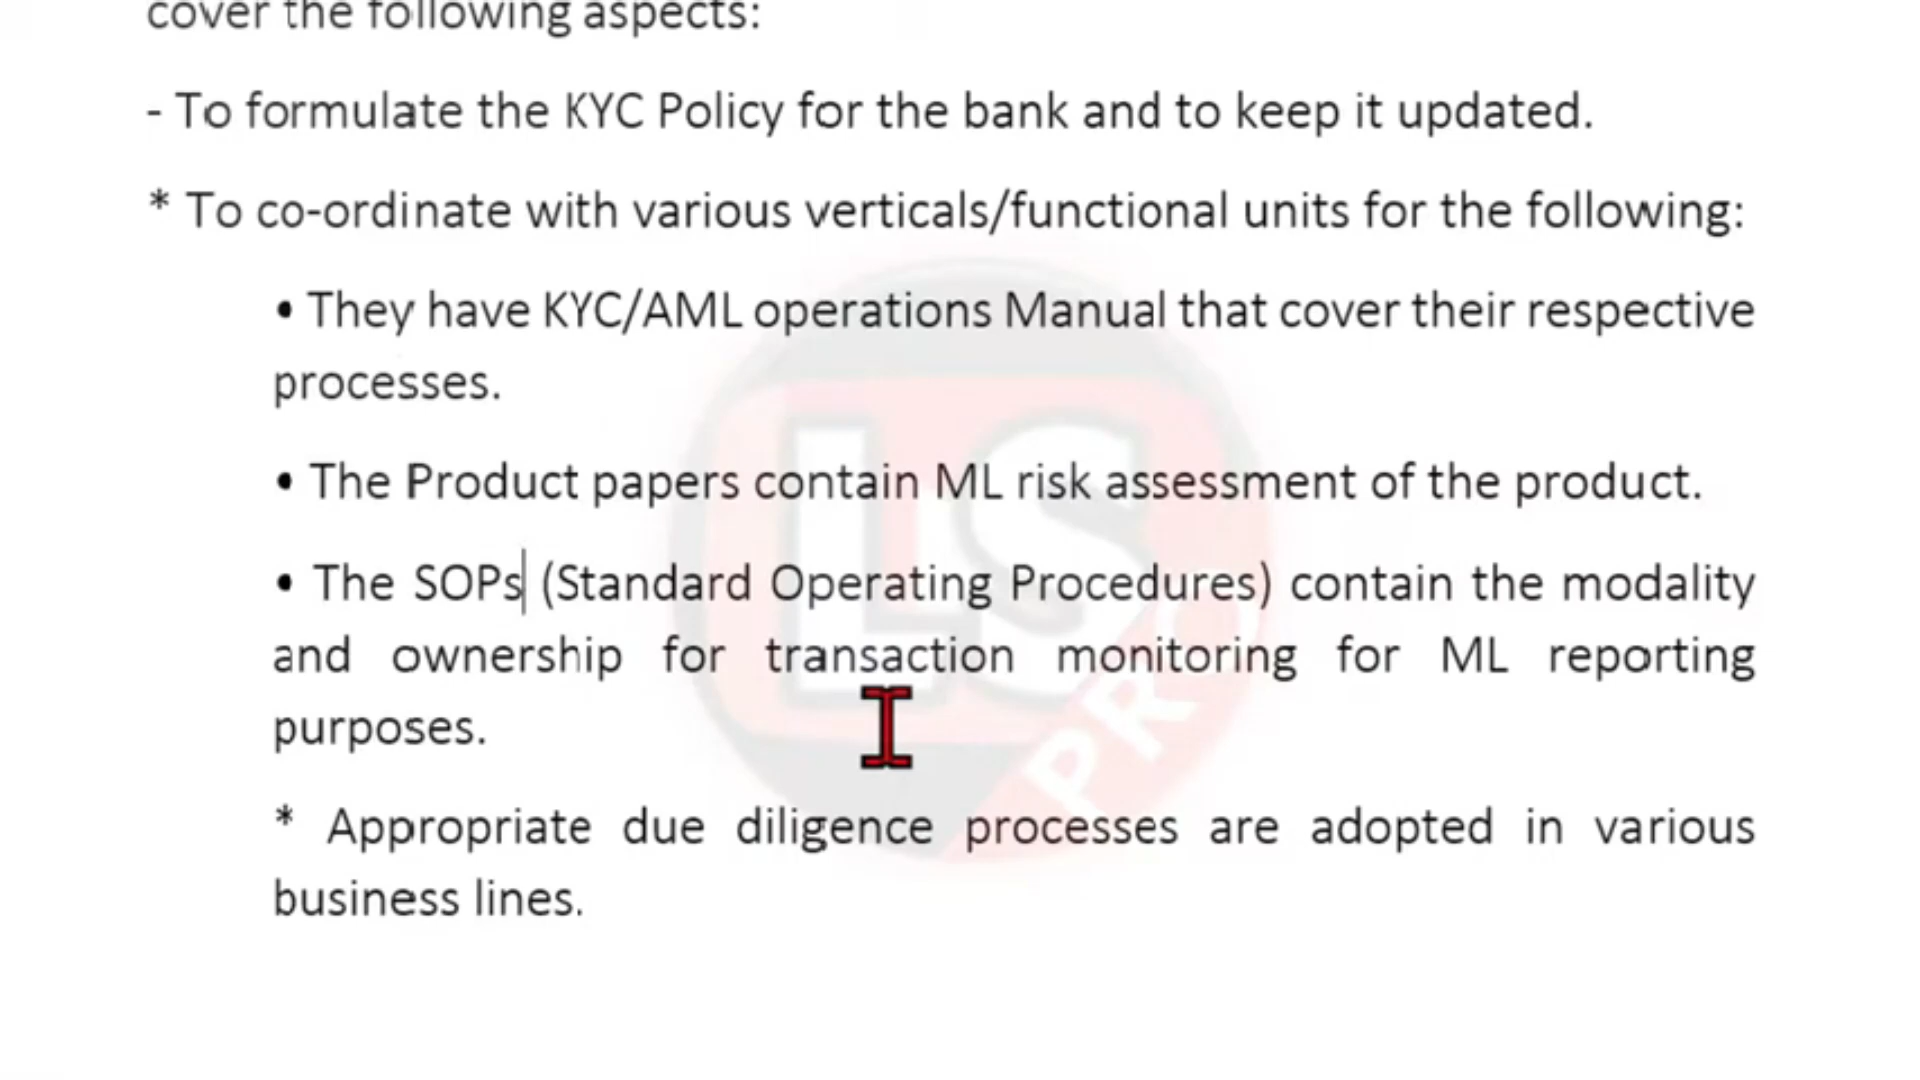 cover the following aspects:
- To formulate the KYC Policy for the bank and to keep it updated.
* To co-ordinate with various verticals/functional units for the following:
• They have KYC/AML operations Manual that cover their respective
processes.
• The Product papers contain ML risk assessment of the product.
• The SOPs (Standard Operating Procedures) contain the modality
and ownership for transaction monitoring for ML reporting
purposes.
* Appropriate due diligence processes are adopted in various
business lines.
LS
PRO